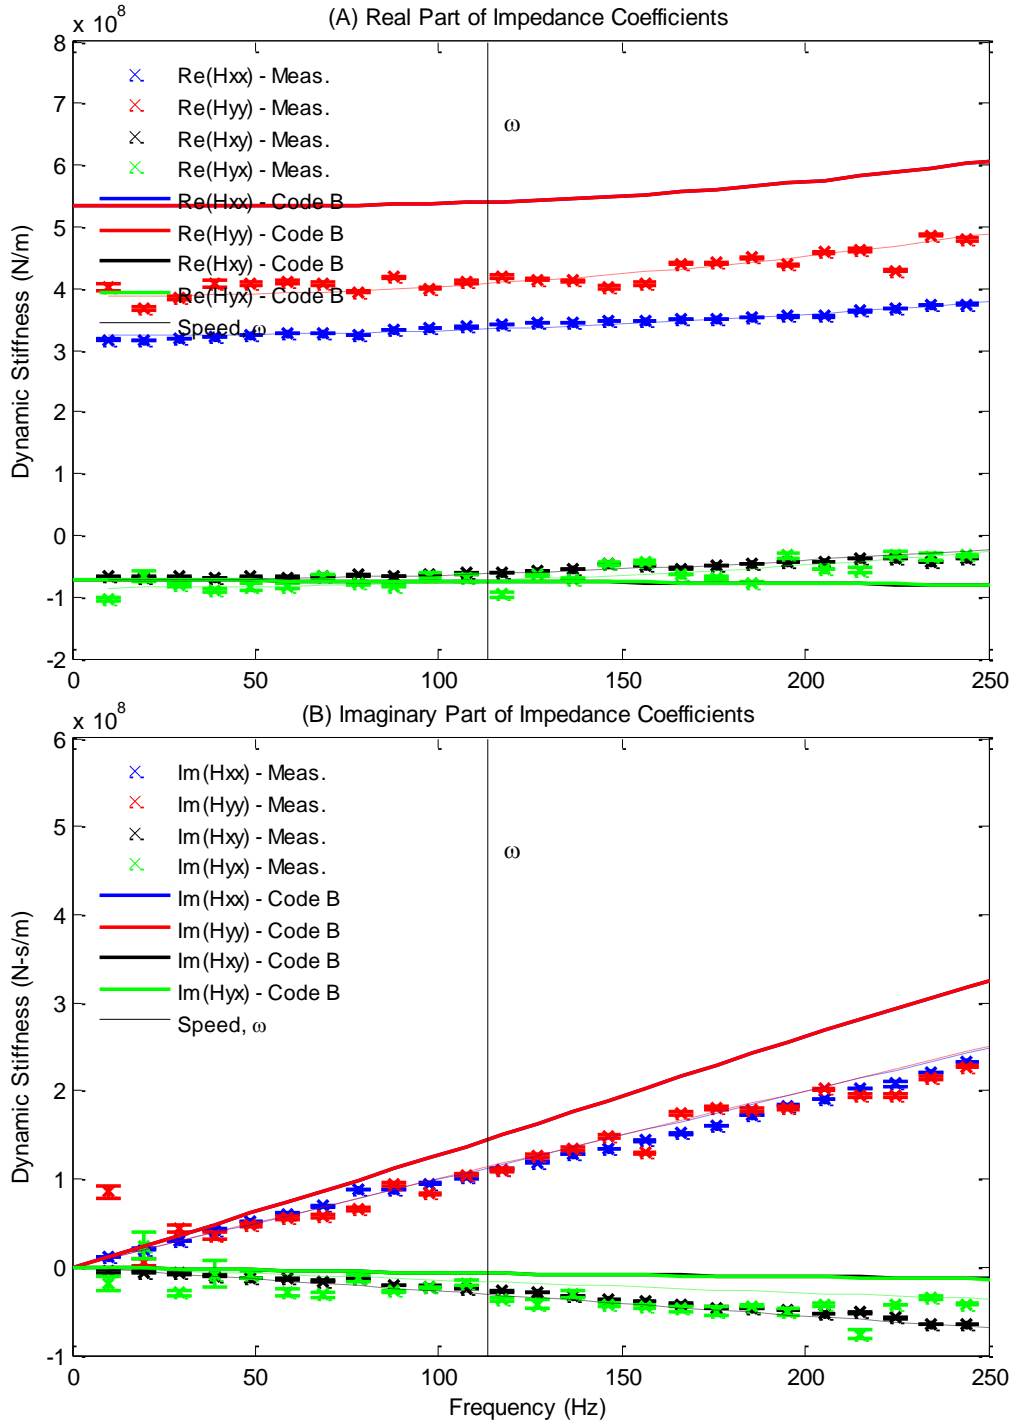 (A) Real Part of Impedance Coefficients
x 10^8
8
7
6
5
4
3
2
1
0
-1
-2
Dynamic Stiffness (N/m)
Re(Hxx) - Meas.
Re(Hyy) - Meas.
Re(Hxy) - Meas.
Re(Hyx) - Meas.
Re(Hxx) - Code B
Re(Hyy) - Code B
Re(Hxy) - Code B
Re(Hyx) - Code B
Speed, ω
ω
0 50 100 150 200 250
(B) Imaginary Part of Impedance Coefficients
x 10^8
6
5
4
3
2
1
0
-1
Dynamic Stiffness (N-s/m)
Im(Hxx) - Meas.
Im(Hyy) - Meas.
Im(Hxy) - Meas.
Im(Hyx) - Meas.
Im(Hxx) - Code B
Im(Hyy) - Code B
Im(Hxy) - Code B
Im(Hyx) - Code B
Speed, ω
ω
0 50 100 150 200 250
Frequency (Hz)